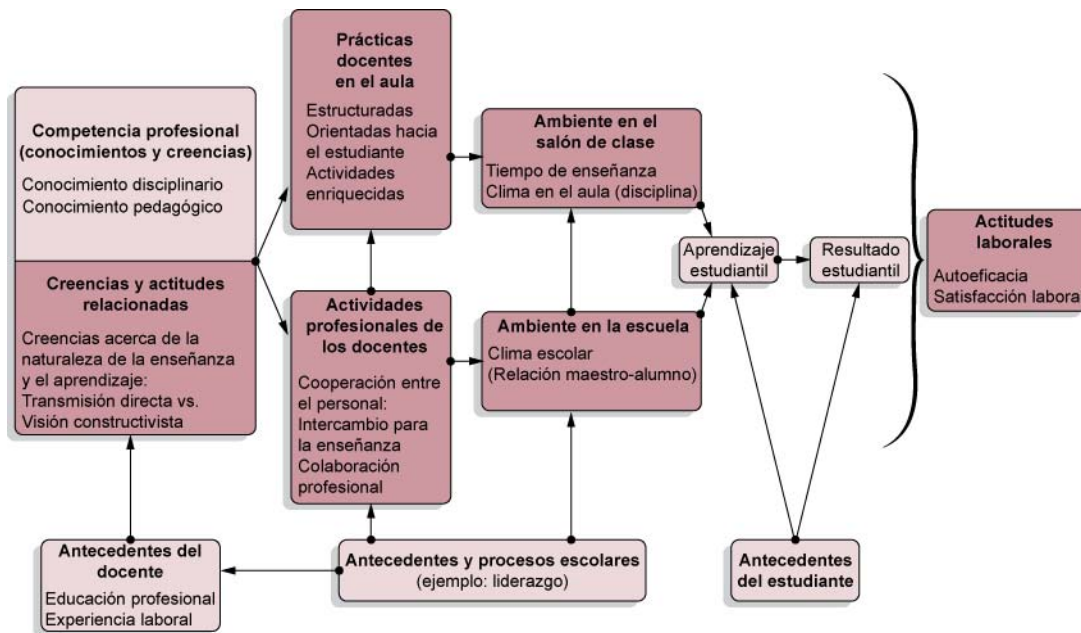 Competencia profesional
(conocimientos y creencias)
Conocimiento disciplinario
Conocimiento pedagógico
Creencias y actitudes
relacionadas
Creencias acerca de la
naturaleza de la enseñanza
y el aprendizaje:
Transmisión directa vs.
Visión constructivista
Antecedentes del
docente
Educación profesional
Experiencia laboral
Prácticas
docentes
en el aula
Estructuradas
Orientadas hacia
el estudiante
Actividades
enriquecidas
Actividades
profesionales de
los docentes
Cooperación entre
el personal:
Intercambio para
la enseñanza
Colaboración
profesional
Antecedentes y procesos escolares
(ejemplo: liderazgo)
Ambiente en el
salón de clase
Tiempo de enseñanza
Clima en el aula (disciplina)
Ambiente en la escuela
Clima escolar
(Relación maestro-alumno)
Aprendizaje
estudiantil
Resultado
estudiantil
Antecedentes
del estudiante
Actitudes
laborales
Autoeficacia
Satisfacción labora